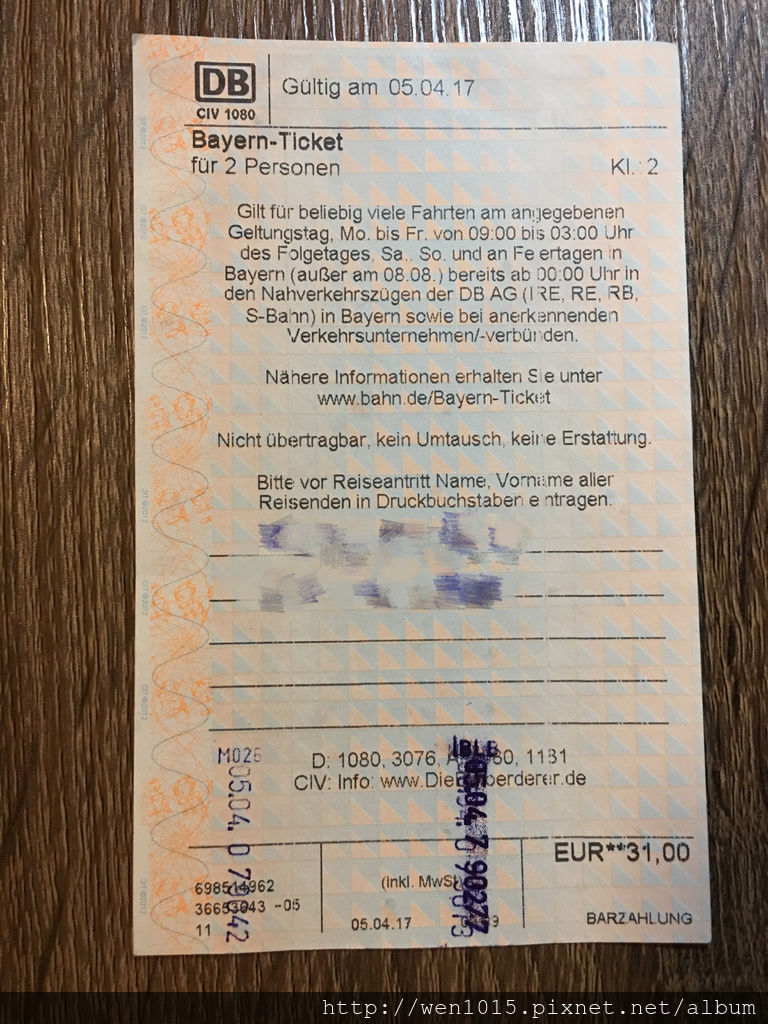 DB
CIV 1080
Gültig am 05.04.17
Bayern-Ticket
für 2 Personen Kl.: 2
Gilt für beliebig viele Fahrten am angegebenen
Geltungstag, Mo. bis Fr. von 09:00 bis 03:00 Uhr
des Folgetages, Sa., So. und an Feiertagen in
Bayern (außer am 08.08.) bereits ab 00:00 Uhr in
den Nahverkehrszügen der DB AG (IRE, RE, RB,
S-Bahn) in Bayern sowie bei anerkennenden
Verkehrsunternehmen/-verbünden.
Nähere Informationen erhalten Sie unter
www.bahn.de/Bayern-Ticket
Nicht übertragbar, kein Umtausch, keine Erstattung.
Bitte vor Reiseantritt Name, Vorname aller
Reisenden in Druckbuchstaben eintragen.
M026
D: 1080, 3076, 1181
CIV: Info: www.Diebefoerderer.de
EUR**31,00
698514962
(inkl. MwSt)
36653043 -05
11
05.04.17
BARZAHLUNG
http://wen1015.pixnet.net/album